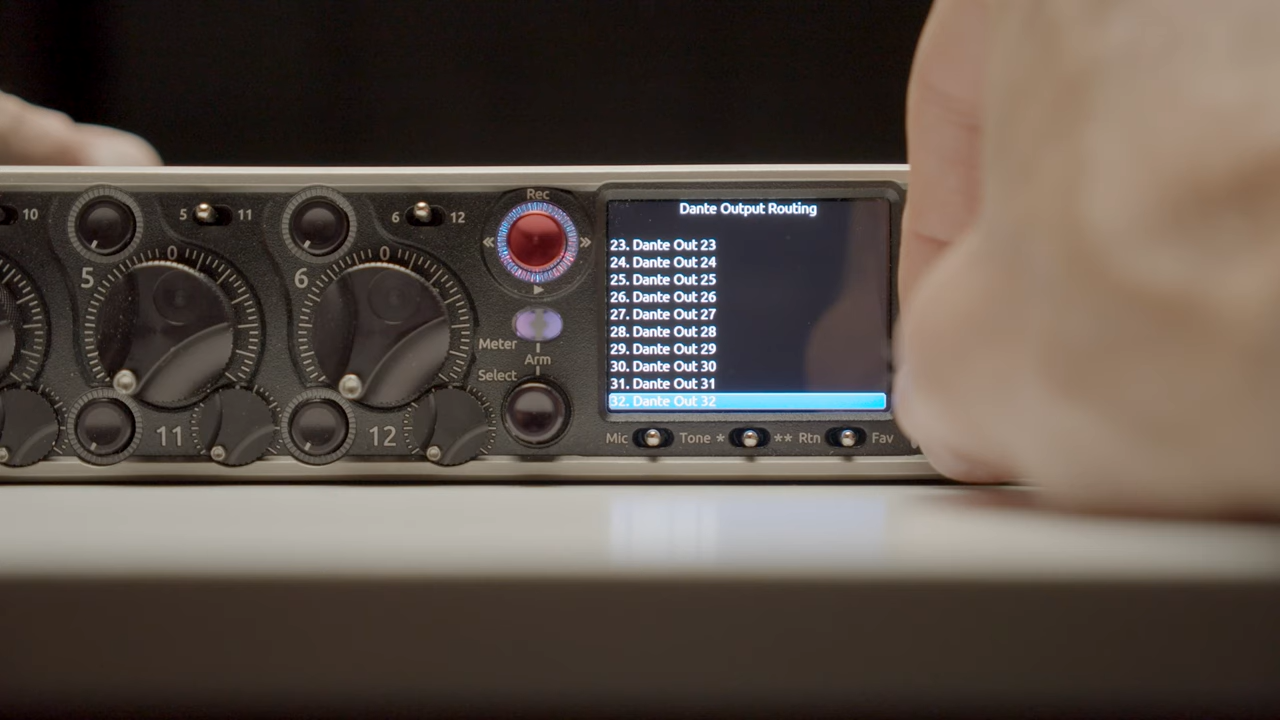 10
5 11
6 12
Rec
0
0
5
6
Meter
Arm
Select
11
12
Dante Output Routing
23. Dante Out 23
24. Dante Out 24
25. Dante Out 25
26. Dante Out 26
27. Dante Out 27
28. Dante Out 28
29. Dante Out 29
30. Dante Out 30
31. Dante Out 31
32. Dante Out 32
Mic Tone * ** Rtn Fav